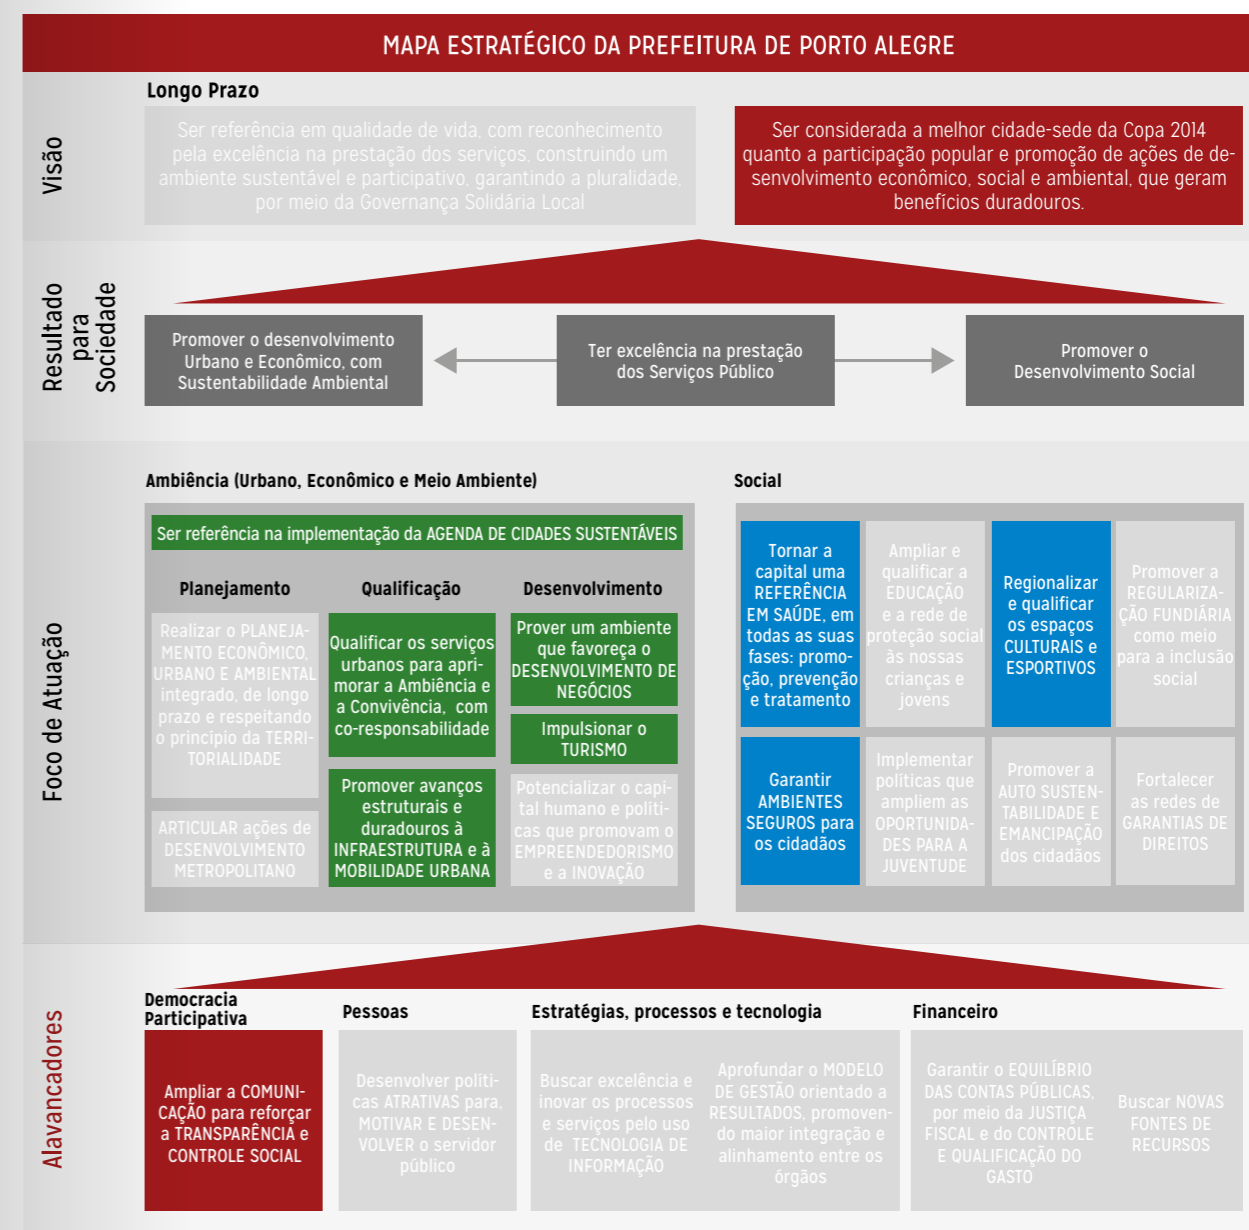 MAPA ESTRATÉGICO DA PREFEITURA DE PORTO ALEGRE
Visão
Longo Prazo
Ser referência em qualidade de vida, com reconhecimento
pela excelência na prestação dos serviços, construindo um
ambiente sustentável e participativo, garantindo a pluralidade,
por meio da Governança Solidária Local
Ser considerada a melhor cidade-sede da Copa 2014
quanto a participação popular e promoção de ações de de-
senvolvimento econômico, social e ambiental, que geram
benefícios duradouros.
Resultado
para
Sociedade
Promover o desenvolvimento
Urbano e Econômico, com
Sustentabilidade Ambiental
Ter excelência na prestação
dos Serviços Público
Promover o
Desenvolvimento Social
Foco de Atuação
Ambiência (Urbano, Econômico e Meio Ambiente)
Ser referência na implementação da AGENDA DE CIDADES SUSTENTÁVEIS
Planejamento
Realizar o PLANEJA-
MENTO ECONÔMICO,
URBANO E AMBIENTAL
integrado, de longo
prazo e respeitando
o princípio da TERRI-
TORIALIDADE
ARTICULAR ações de
DESENVOLVIMENTO
METROPOLITANO
Qualificação
Qualificar os serviços
urbanos para apri-
morar a Ambiência e
a Convivência, com
co-responsabilidade
Promover avanços
estruturais e
duradouros à
INFRAESTRUTURA e à
MOBILIDADE URBANA
Desenvolvimento
Prover um ambiente
que favoreça o
DESENVOLVIMENTO DE
NEGÓCIOS
Impulsionar o
TURISMO
Potencializar o capi-
tal humano e políti-
cas que promovam o
EMPREENDEDORISMO
e a INOVAÇÃO
Social
Tornar a
capital uma
REFERÊNCIA
EM SAÚDE, em
todas as suas
fases: promo-
ção, prevenção
e tratamento
Ampliar e
qualificar a
EDUCAÇÃO
e a rede de
proteção social
às nossas
crianças e
jovens
Regionalizar
e qualificar
os espaços
CULTURAIS e
ESPORTIVOS
Promover a
REGULARIZA-
ÇÃO FUNDIÁRIA
como meio
para a inclusão
social
Garantir
AMBIENTES
SEGUROS para
os cidadãos
Implementar
políticas que
ampliem as
OPORTUNIDA-
DES PARA A
JUVENTUDE
Promover a
AUTO SUSTEN-
TABILIDADE E
EMANCIPAÇÃO
dos cidadãos
Fortalecer
as redes de
GARANTIAS DE
DIREITOS
Alavancadores
Democracia
Participativa
Ampliar a COMUNI-
CAÇÃO para reforçar
a TRANSPARÊNCIA e
CONTROLE SOCIAL
Pessoas
Desenvolver políti-
cas ATRATIVAS para,
MOTIVAR E DESEN-
VOLVER o servidor
público
Estratégias, processos e tecnologia
Buscar excelência e
inovar os processos
e serviços pelo uso
de TECNOLOGIA DE
INFORMAÇÃO
Aprofundar o MODELO
DE GESTÃO orientado a
RESULTADOS, promoven-
do maior integração e
alinhamento entre os
órgãos
Financeiro
Garantir o EQUILÍBRIO
DAS CONTAS PÚBLICAS,
por meio da JUSTIÇA
FISCAL e do CONTROLE
E QUALIFICAÇÃO DO
GASTO
Buscar NOVAS
FONTES DE
RECURSOS